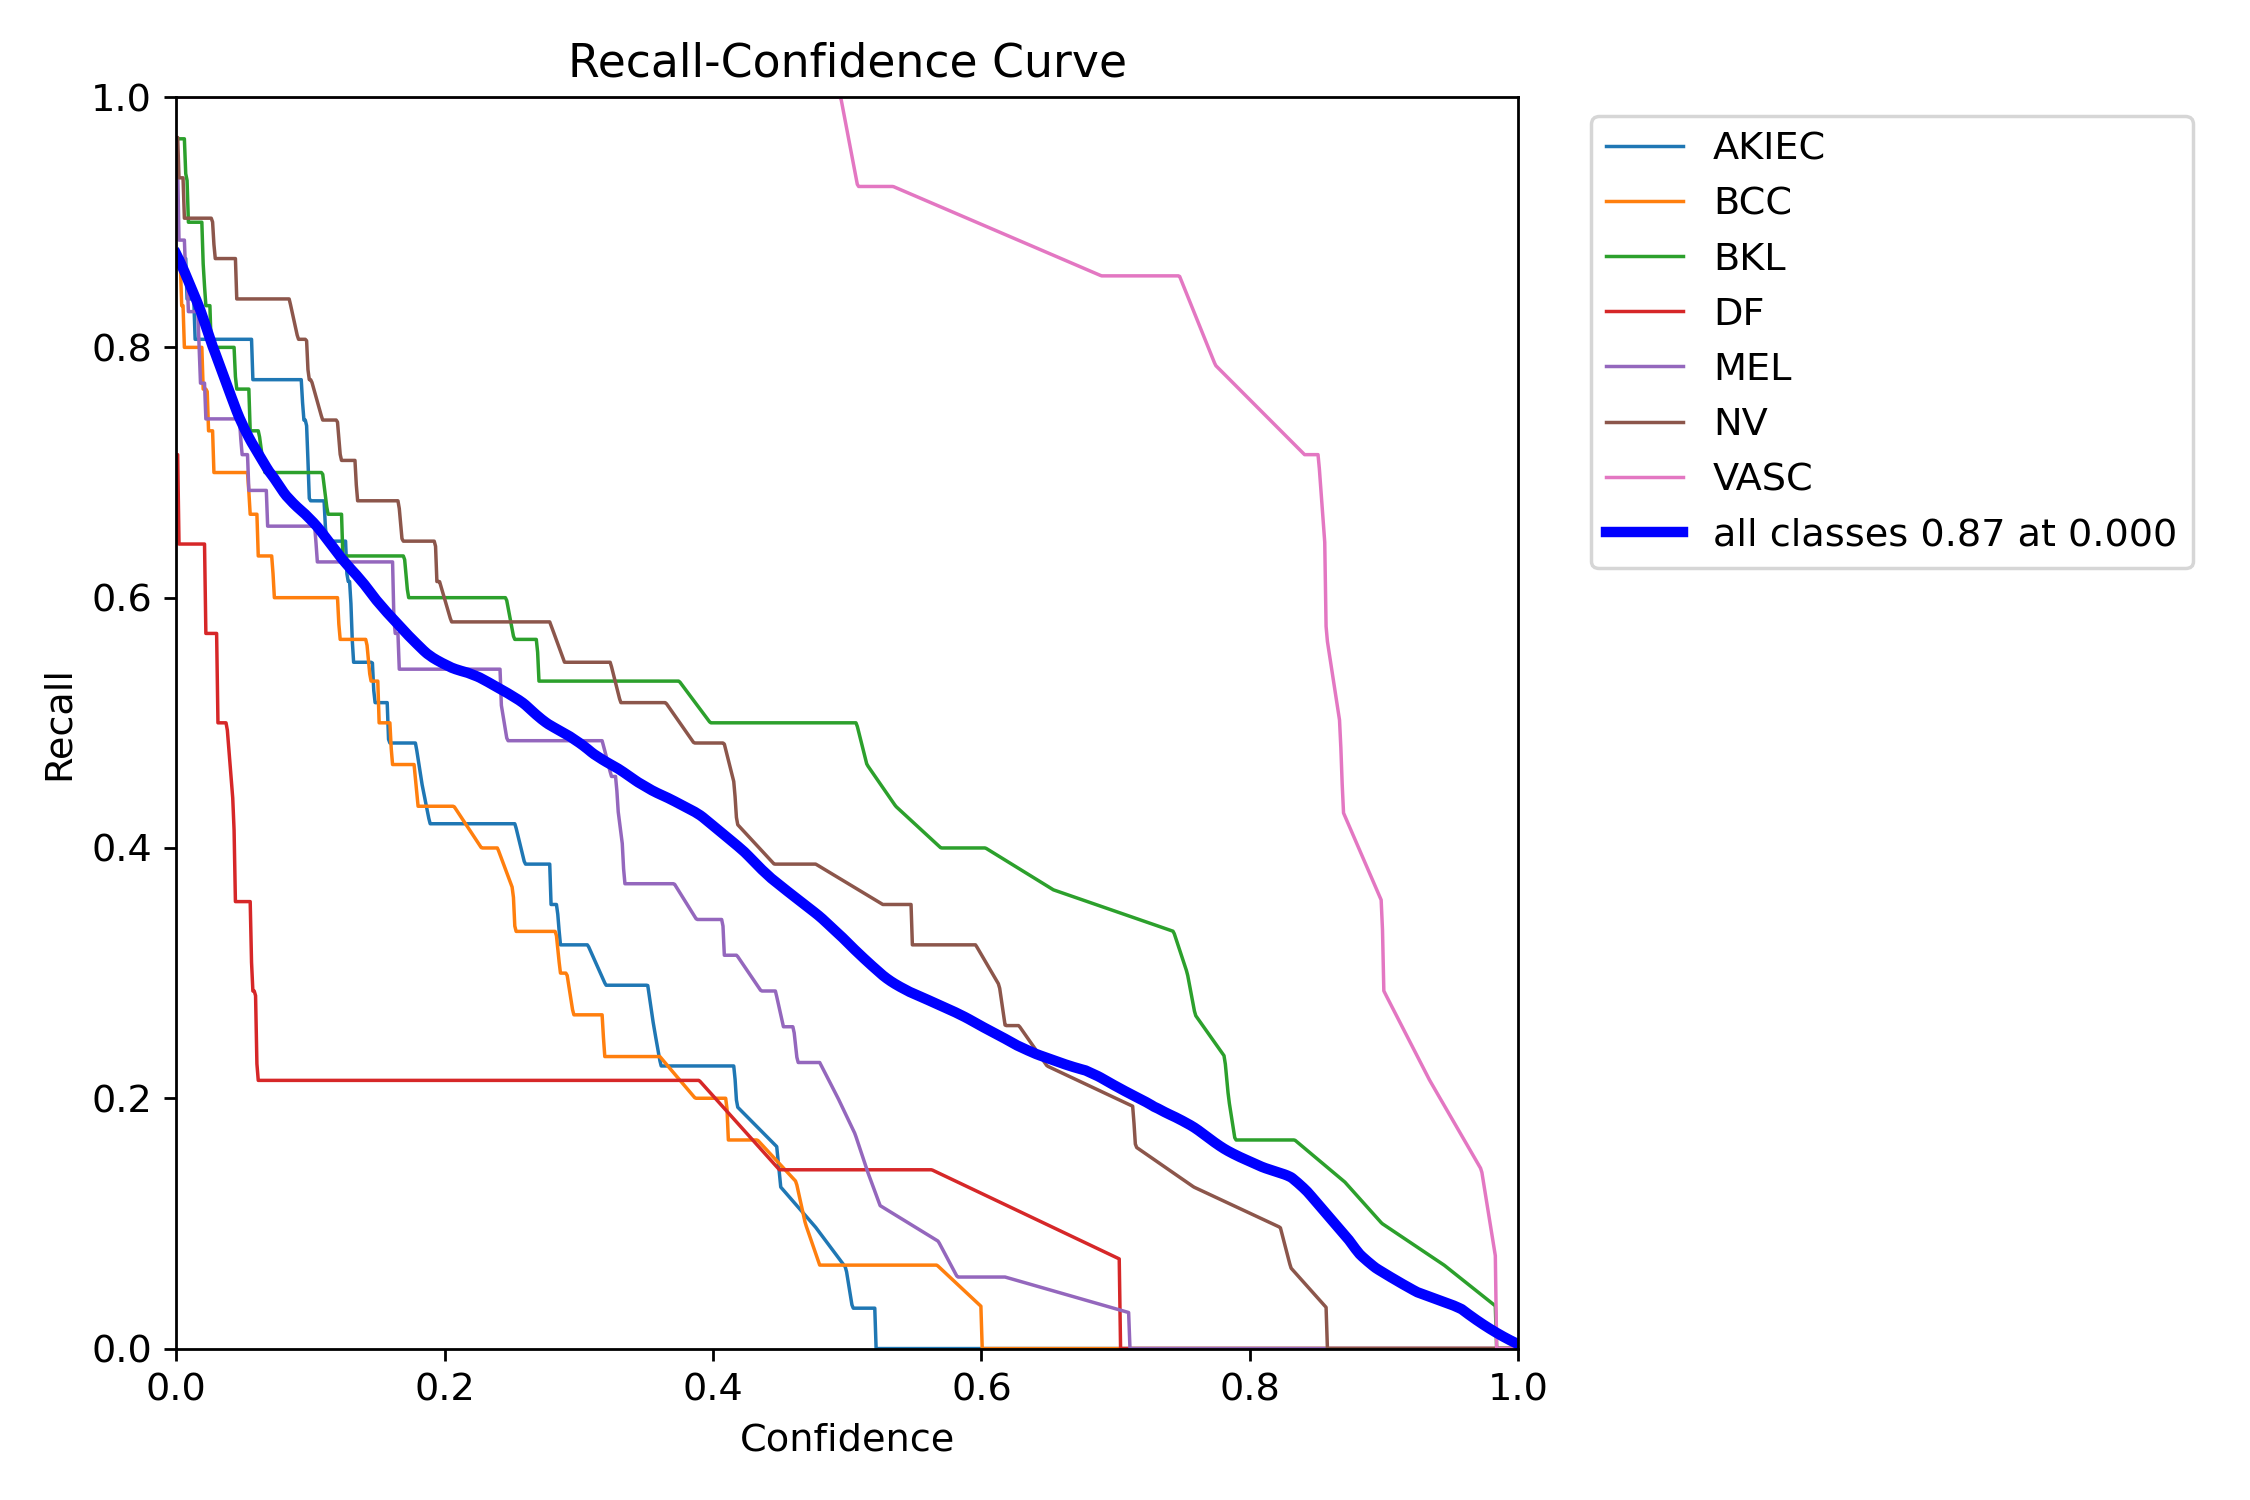 Recall-Confidence Curve
1.0
0.8
0.6
0.4
0.2
0.0
Recall
0.0 0.2 0.4 0.6 0.8 1.0
Confidence
AKIEC
BCC
BKL
DF
MEL
NV
VASC
all classes 0.87 at 0.000